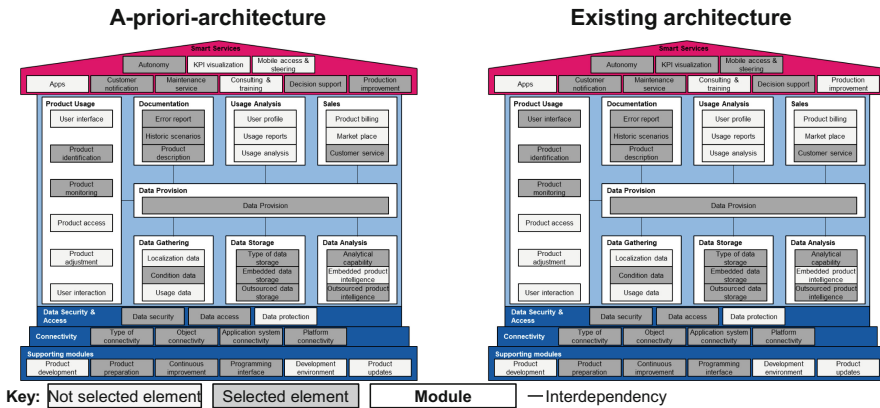 A-priori-architecture
Smart Services
Autonomy
KPI visualization
Mobile access &
steering
Apps
Customer
notification
Maintenance
service
Consulting &
training
Decision support
Production
improvement
Product Usage
User interface
Product
identification
Product
monitoring
Product access
Product
adjustment
User interaction
Documentation
Error report
Historic scenarios
Product
description
Usage Analysis
User profile
Usage reports
Usage analysis
Sales
Product billing
Market place
Customer service
Data Provision
Data Provision
Data Gathering
Localization data
Condition data
Usage data
Data Storage
Type of data
storage
Embedded data
storage
Outsourced data
storage
Data Analysis
Analytical
capability
Embedded product
intelligence
Outsourced product
intelligence
Data Security &
Access
Data security
Data access
Data protection
Connectivity
Type of
connectivity
Object
connectivity
Application system
connectivity
Platform
connectivity
Supporting modules
Product
development
Product
preparation
Continuous
improvement
Programming
interface
Development
environment
Product
updates
Existing architecture
Smart Services
Autonomy
KPI visualization
Mobile access &
steering
Apps
Customer
notification
Maintenance
service
Consulting &
training
Decision support
Production
improvement
Product Usage
User interface
Product
identification
Product
monitoring
Product access
Product
adjustment
User interaction
Documentation
Error report
Historic scenarios
Product
description
Usage Analysis
User profile
Usage reports
Usage analysis
Sales
Product billing
Market place
Customer service
Data Provision
Data Provision
Data Gathering
Localization data
Condition data
Usage data
Data Storage
Type of data
storage
Embedded data
storage
Outsourced data
storage
Data Analysis
Analytical
capability
Embedded product
intelligence
Outsourced product
intelligence
Data Security &
Access
Data security
Data access
Data protection
Connectivity
Type of
connectivity
Object
connectivity
Application system
connectivity
Platform
connectivity
Supporting modules
Product
development
Product
preparation
Continuous
improvement
Programming
interface
Development
environment
Product
updates
Key: Not selected element Selected element Module Interdependency